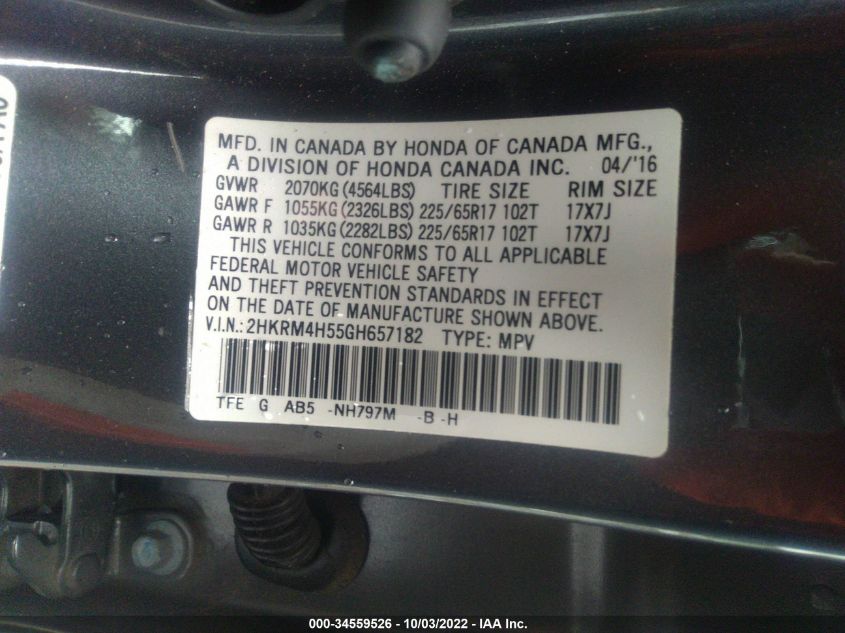 MFD. IN CANADA BY HONDA OF CANADA MFG.,
A DIVISION OF HONDA CANADA INC. 04/'16
GVWR 2070KG (4564LBS) TIRE SIZE RIM SIZE
GAWR F 1055KG (2326LBS) 225/65R17 102T 17X7J
GAWR R 1035KG (2282LBS) 225/65R17 102T 17X7J
THIS VEHICLE CONFORMS TO ALL APPLICABLE
FEDERAL MOTOR VEHICLE SAFETY
AND THEFT PREVENTION STANDARDS IN EFFECT
ON THE DATE OF MANUFACTURE SHOWN ABOVE.
V.I.N.: 2HKRM4H55GH657182 TYPE: MPV
TFE G AB5 -NH797M -B -H
000-34559526 - 10/03/2022 - IAA Inc.